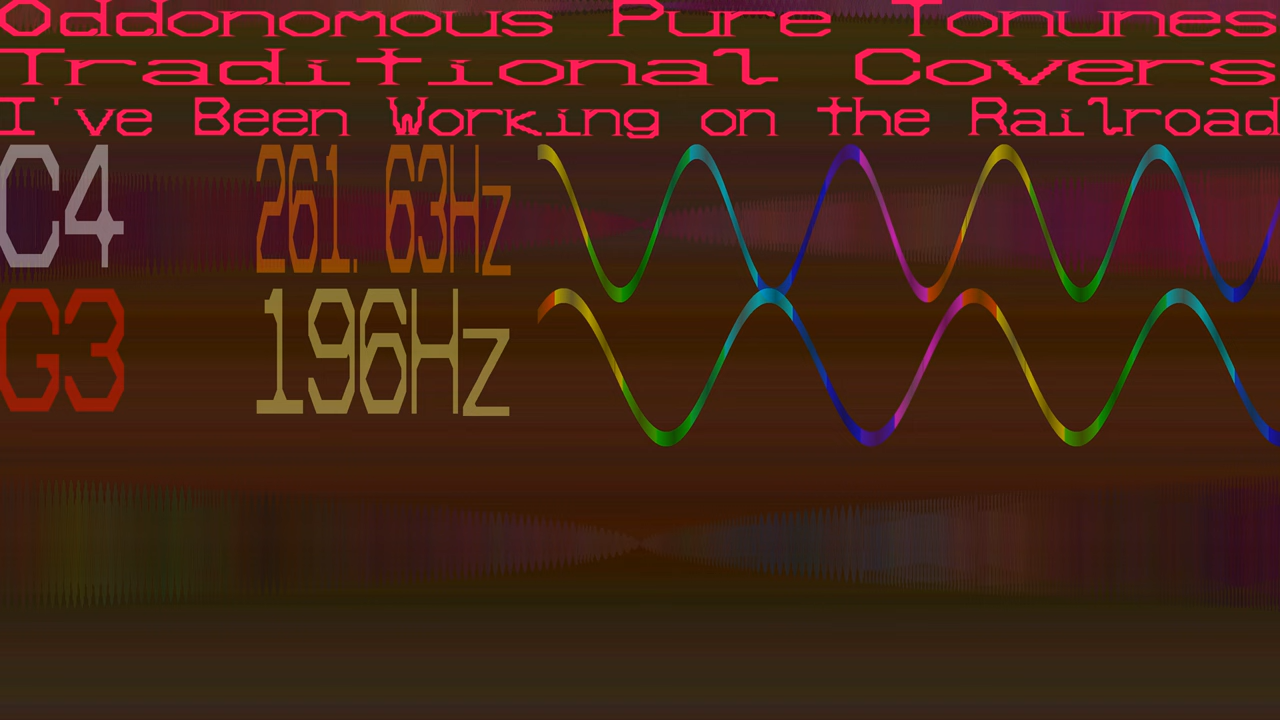 Oddonomous Pure Tonunes
Traditional Covers
I've Been Working on the Railroad
C4 261.63Hz
G3 196Hz